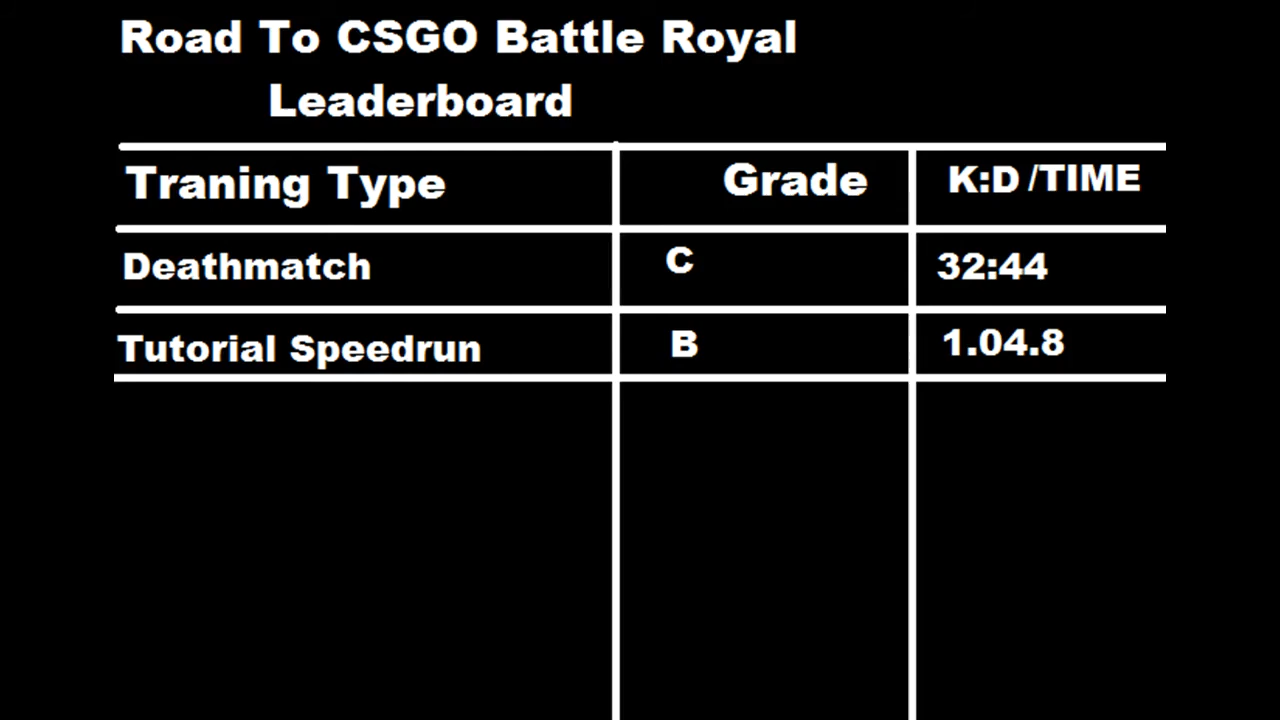 Road To CSGO Battle Royal
Leaderboard
Traning Type Grade K:D /TIME
Deathmatch C 32:44
Tutorial Speedrun B 1.04.8